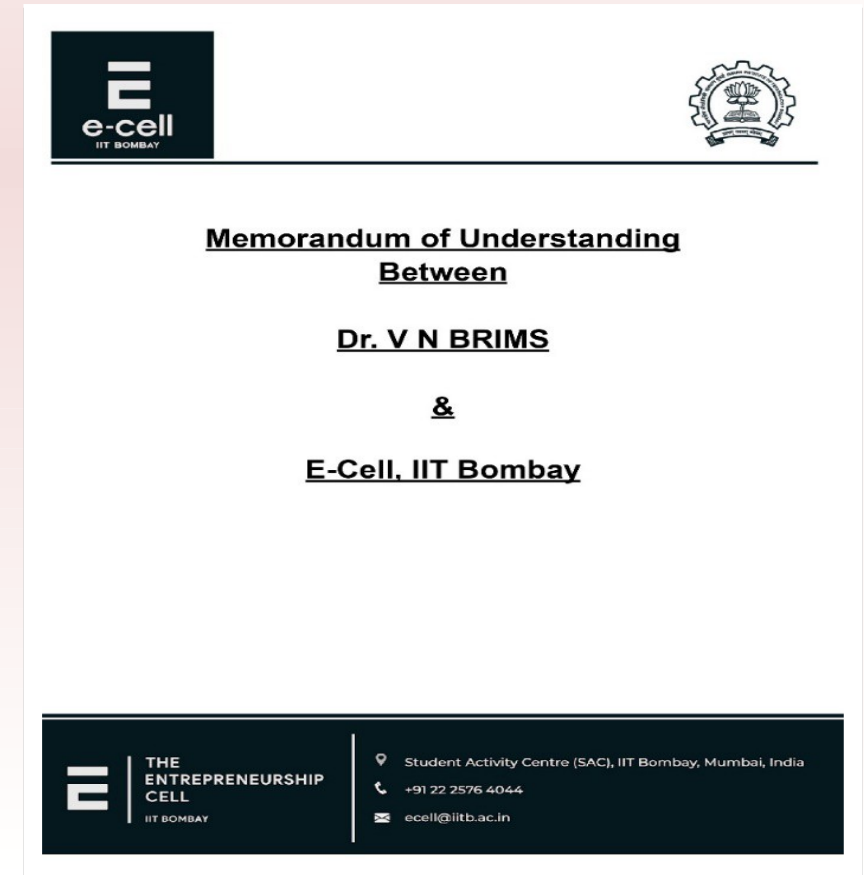 e-cell
IIT BOMBAY
Memorandum of Understanding
Between
Dr. V N BRIMS
&
E-Cell, IIT Bombay
THE
ENTREPRENEURSHIP
CELL
IIT BOMBAY
Student Activity Centre (SAC), IIT Bombay, Mumbai, India
+91 22 2576 4044
ecell@iitb.ac.in